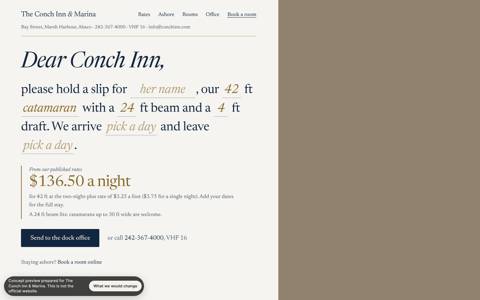 The Conch Inn & Marina
Rates Ashore Rooms Office Book a room
Bay Street, Marsh Harbour, Abaco · 242-367-4000 · VHF 16 · info@conchinn.com
Dear Conch Inn,
please hold a slip for her name, our 42 ft
catamaran with a 24 ft beam and a 4 ft
draft. We arrive pick a day and leave
pick a day.
From our published rates
$136.50 a night
for 42 ft at the two-night-plus rate of $3.25 a foot ($3.75 for a single night). Add your dates
for the full stay.
A 24 ft beam fits: catamarans up to 30 ft wide are welcome.
Send to the dock office or call 242-367-4000, VHF 16
Staying ashore? Book a room online
Concept preview prepared for The
Conch Inn & Marina. This is not the
official website.
What we would change